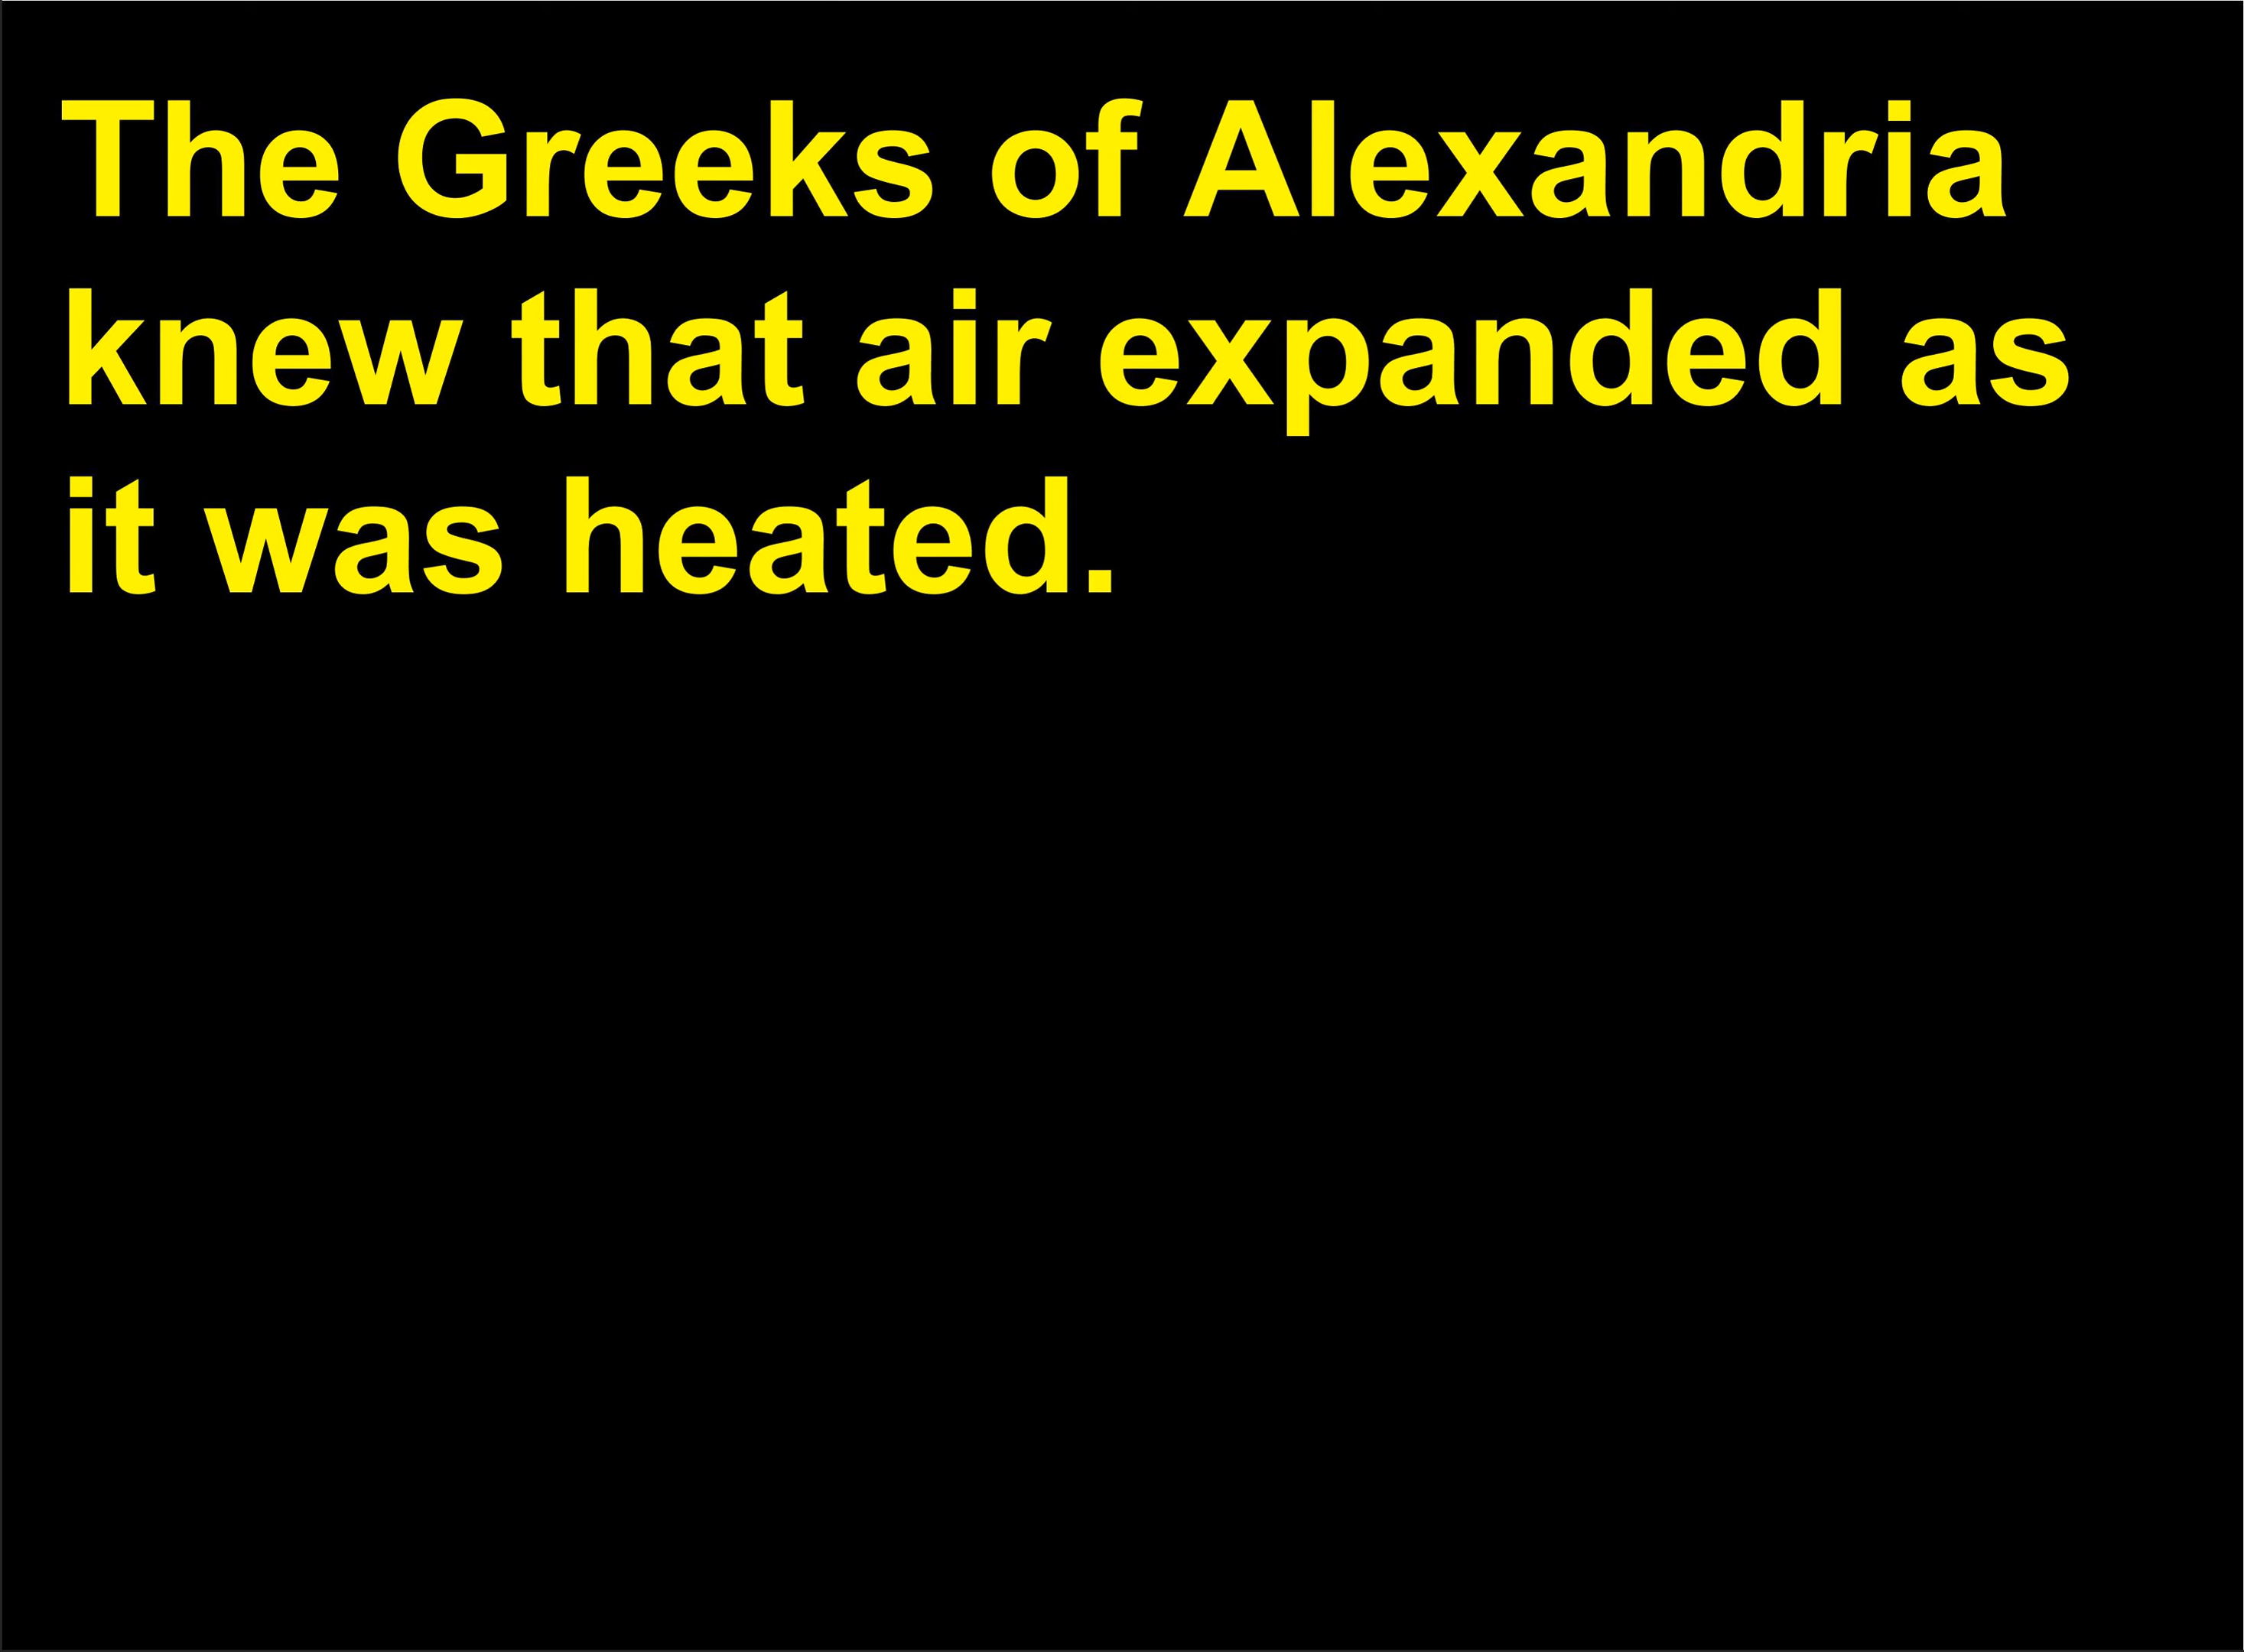 The Greeks of Alexandria
knew that air expanded as
it was heated.